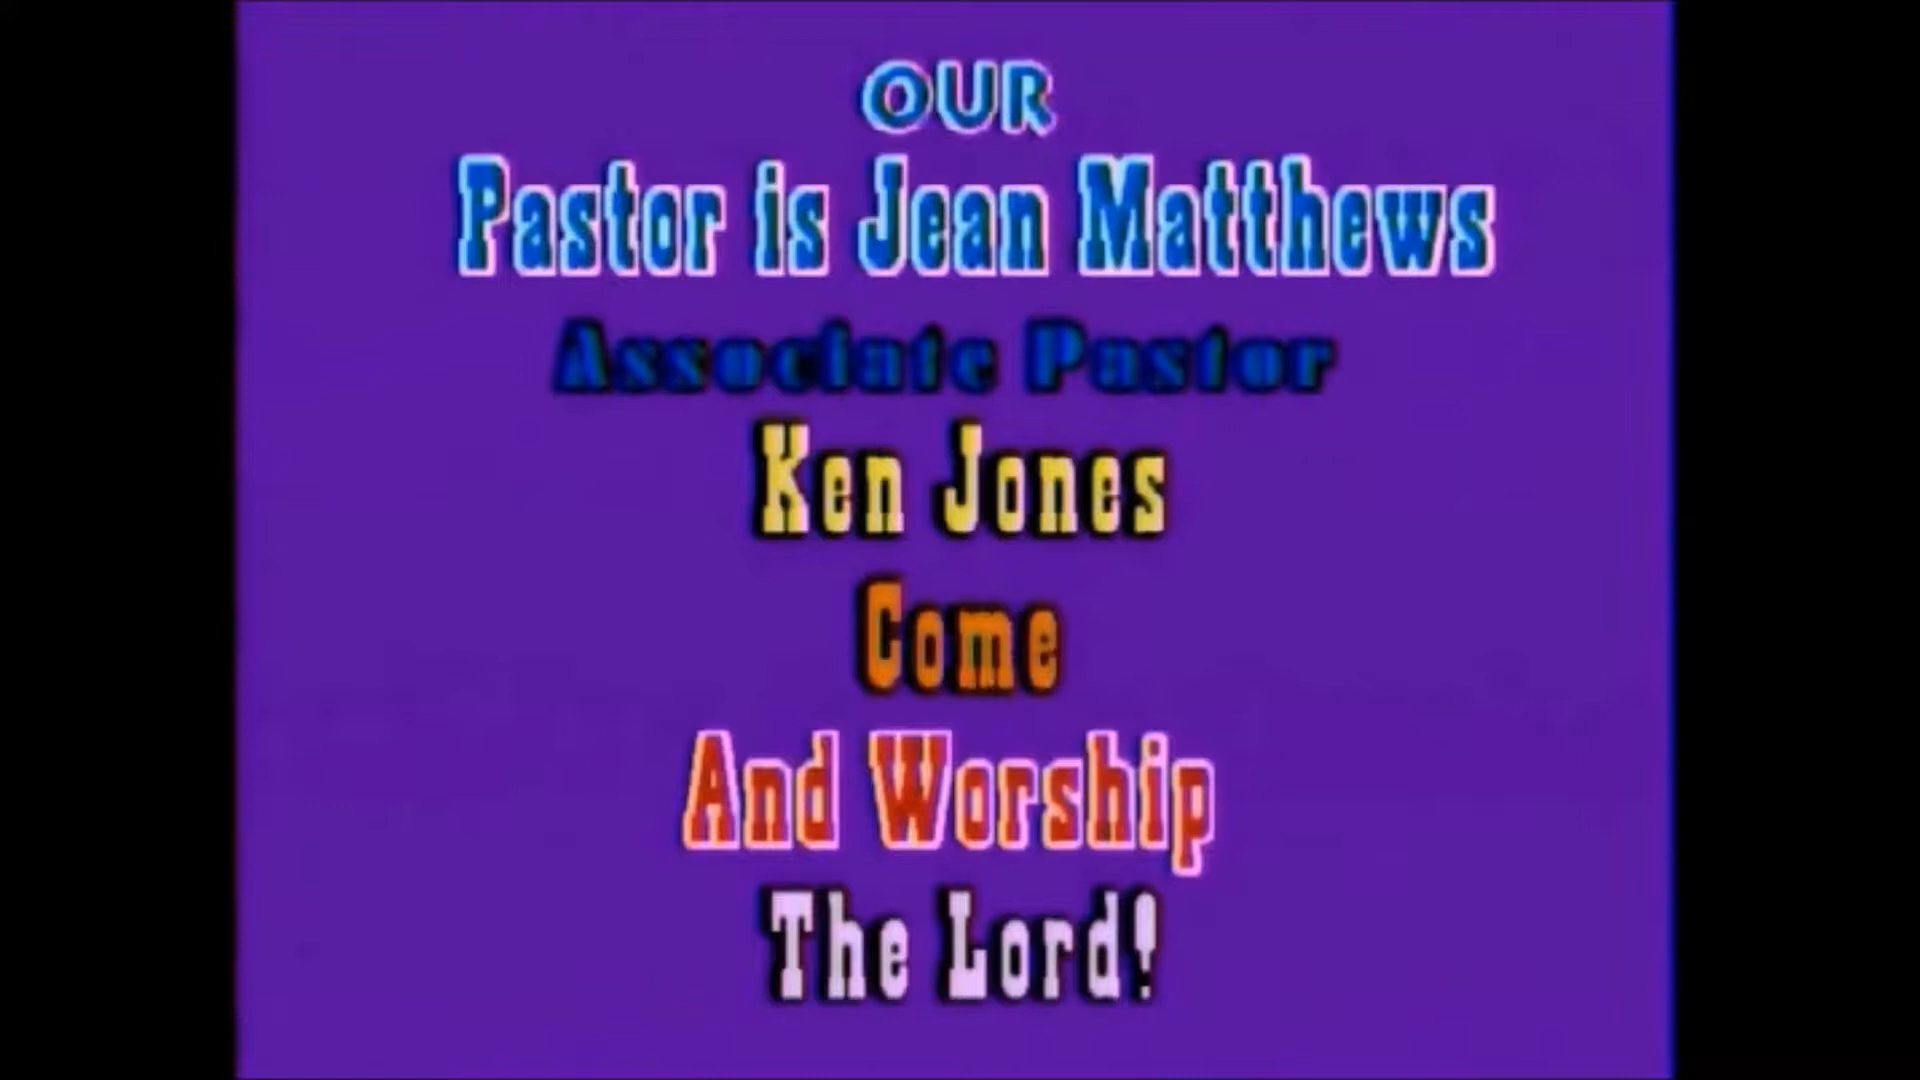 OUR
Pastor is Jean Matthews
Associate Pastor
Ken Jones
Come
And Worship
The Lord!